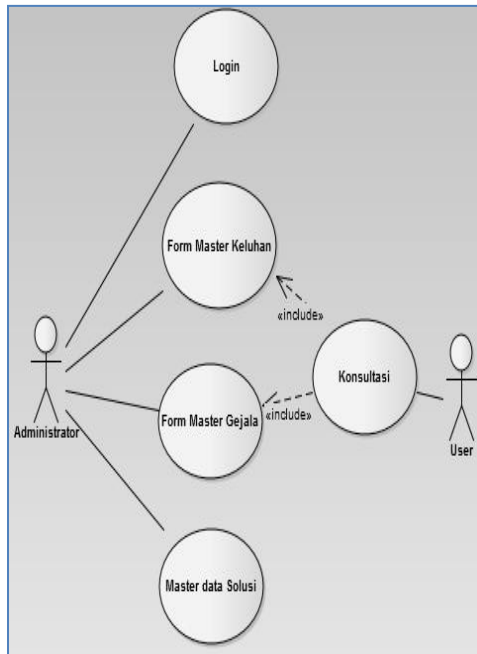 Login
Form Master Keluhan
«include»
Konsultasi
Administrator
Form Master Gejala
«include»
User
Master data Solusi